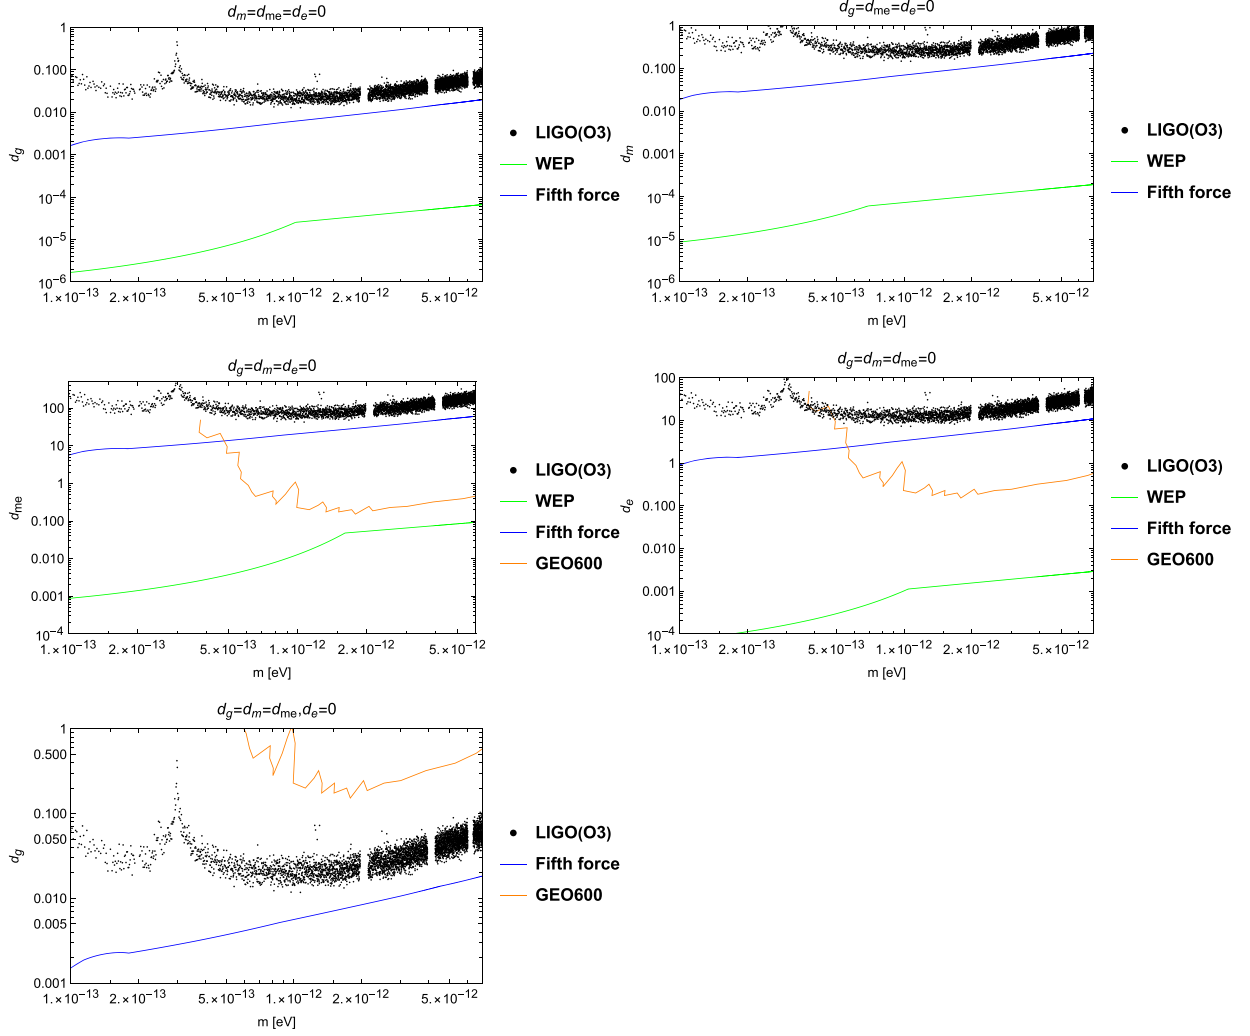 d_m=d_me=d_e=0
1
0.100
0.010
0.001
10^-4
10^-5
10^-6
d_g
1.×10^-13 2.×10^-13 5.×10^-13 1.×10^-12 2.×10^-12 5.×10^-12
m [eV]
LIGO(O3)
WEP
Fifth force
d_g=d_me=d_e=0
1
0.100
0.010
0.001
10^-4
10^-5
10^-6
d_m
1.×10^-13 2.×10^-13 5.×10^-13 1.×10^-12 2.×10^-12 5.×10^-12
m [eV]
LIGO(O3)
WEP
Fifth force
d_g=d_m=d_e=0
100
10
1
0.100
0.010
0.001
10^-4
d_me
1.×10^-13 2.×10^-13 5.×10^-13 1.×10^-12 2.×10^-12 5.×10^-12
m [eV]
LIGO(O3)
WEP
Fifth force
GEO600
d_g=d_m=d_me=0
100
10
1
0.100
0.010
0.001
10^-4
d_e
1.×10^-13 2.×10^-13 5.×10^-13 1.×10^-12 2.×10^-12 5.×10^-12
m [eV]
LIGO(O3)
WEP
Fifth force
GEO600
d_g=d_m=d_me,d_e=0
1
0.500
0.100
0.050
0.010
0.005
0.001
d_g
1.×10^-13 2.×10^-13 5.×10^-13 1.×10^-12 2.×10^-12 5.×10^-12
m [eV]
LIGO(O3)
Fifth force
GEO600